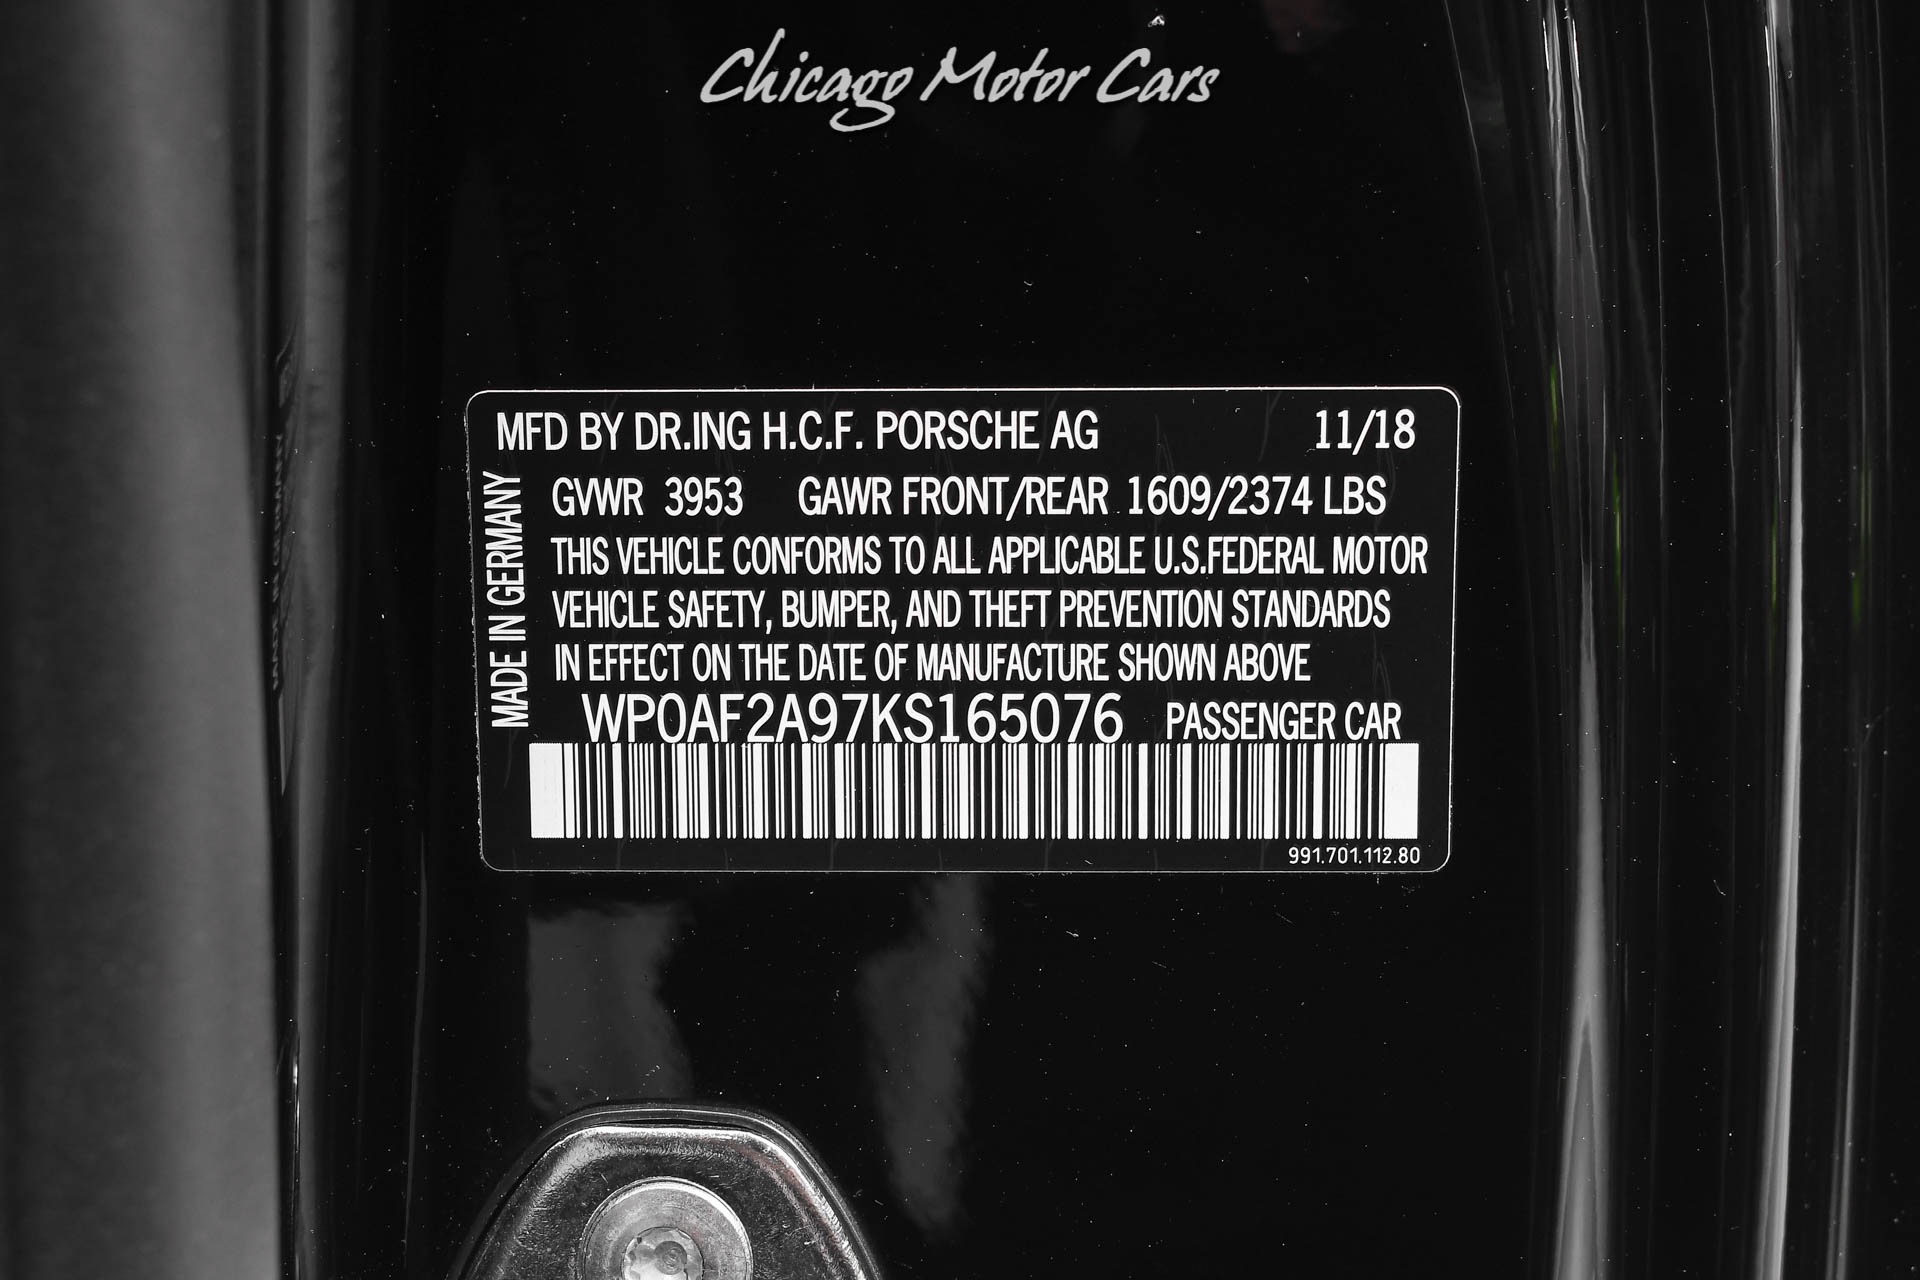 Chicago Motor Cars
MFD BY DR.ING H.C.F. PORSCHE AG 11/18
GVWR 3953 GAWR FRONT/REAR 1609/2374 LBS
THIS VEHICLE CONFORMS TO ALL APPLICABLE U.S.FEDERAL MOTOR
VEHICLE SAFETY, BUMPER, AND THEFT PREVENTION STANDARDS
IN EFFECT ON THE DATE OF MANUFACTURE SHOWN ABOVE
WP0AF2A97KS165076 PASSENGER CAR
991.701.112.80
MADE IN GERMANY